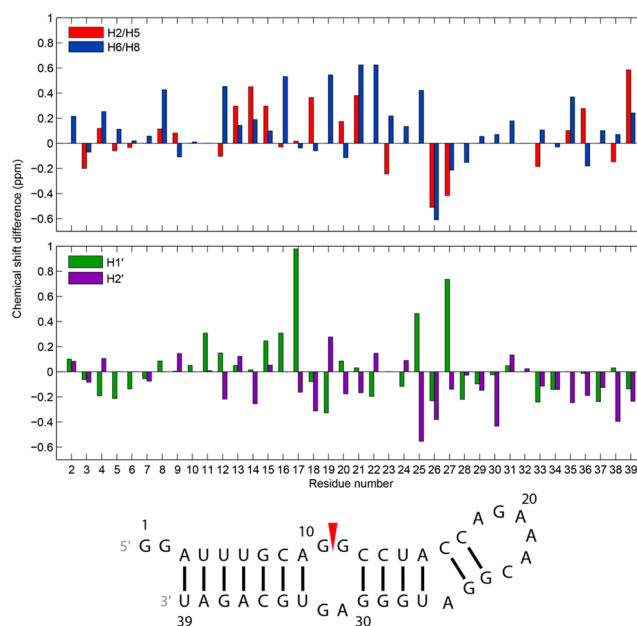 1
0.8
H2/H5
0.6
H6/H8
0.4
0.2
0
−0.2
−0.4
−0.6
Chemical shift difference (ppm)
1
0.8
H1′
0.6
H2′
0.4
0.2
0
−0.2
−0.4
−0.6
2 3 4 5 6 7 8 9 10 11 12 13 14 15 16 17 18 19 20 21 22 23 24 25 26 27 28 29 30 31 32 33 34 35 36 37 38 39
Residue number
1 10 20
5′ G G A U U U G C A G G C C U A C C A G A A A C G G A
3′ U A G A C G U G A G G G U
39 30